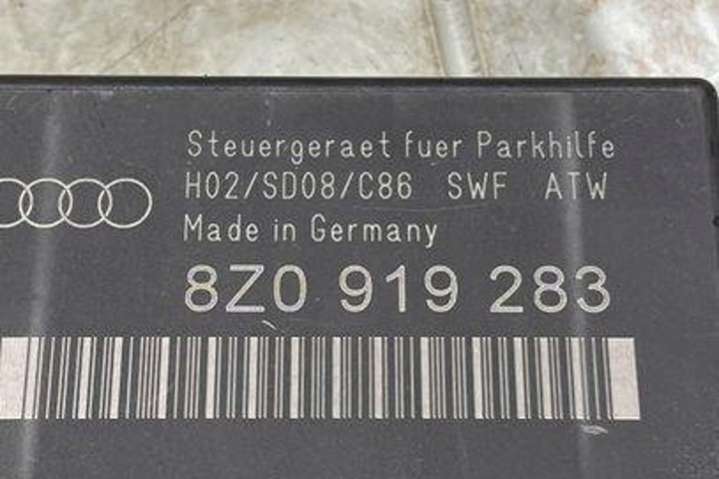 Steuergeraet fuer Parkhilfe
H02/SD08/C86 SWF ATW
Made in Germany
8Z0 919 283